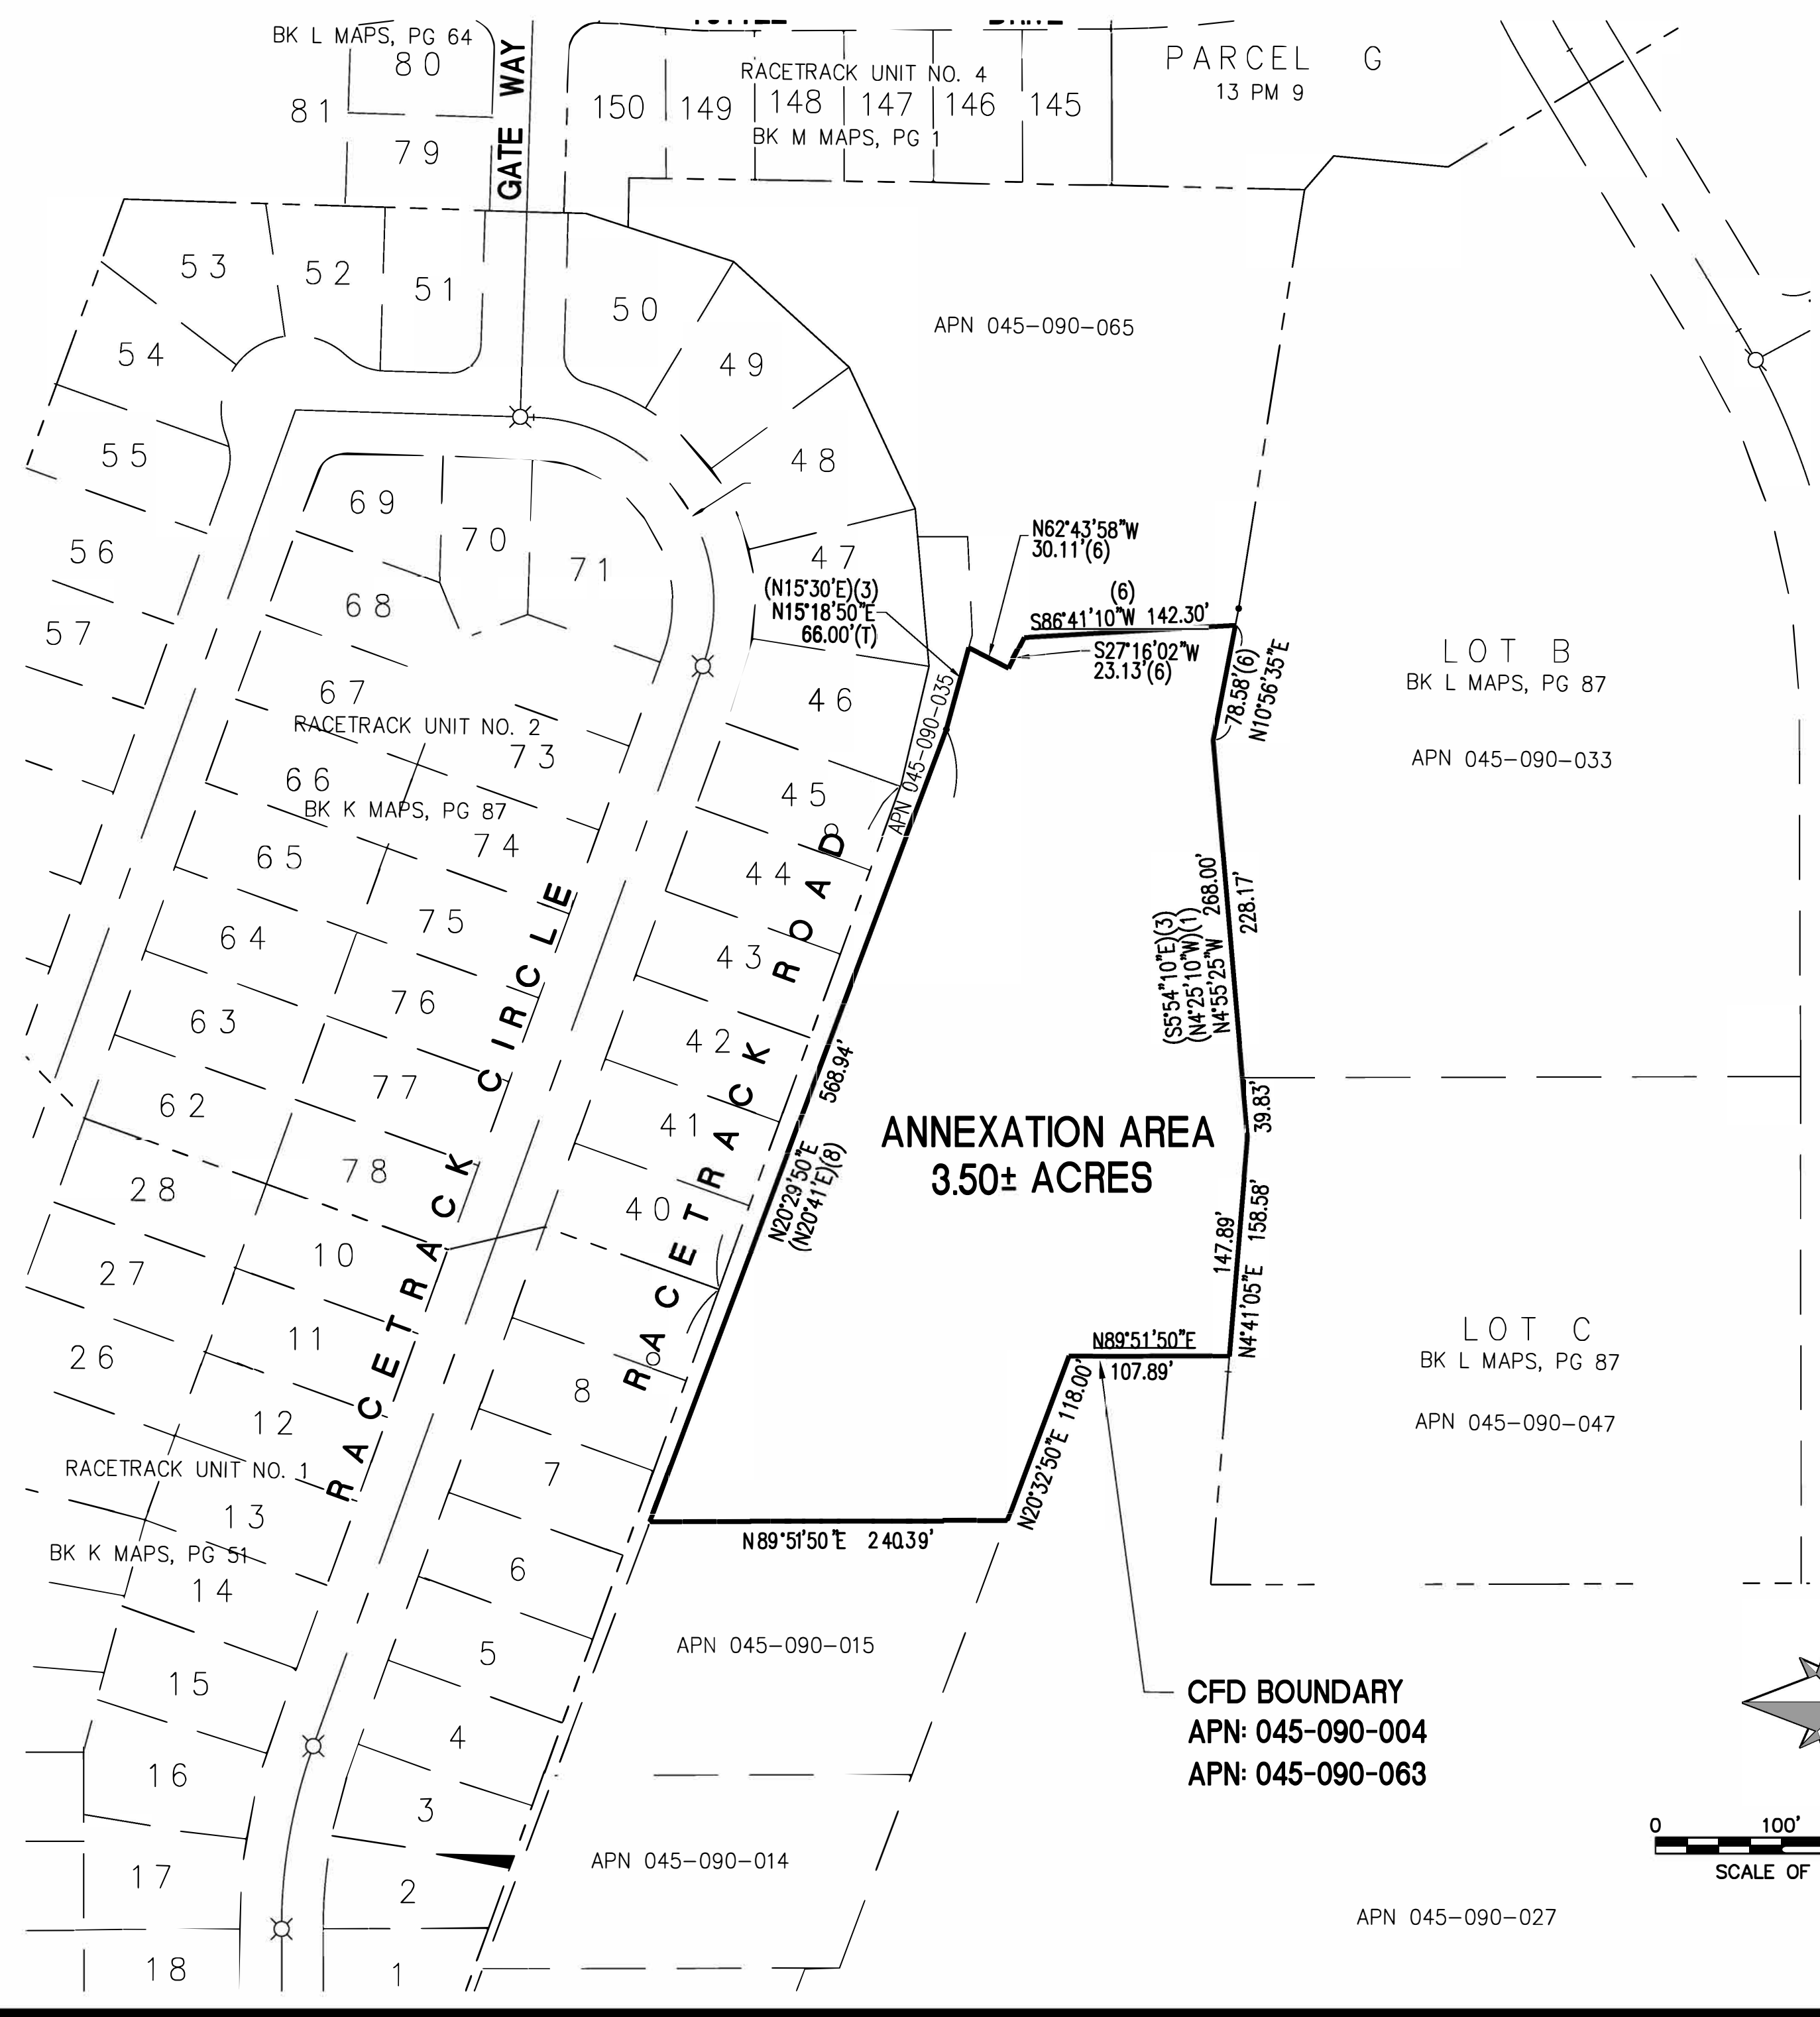 BK L MAPS, PG 64
80
81
79
GATE WAY
RACETRACK UNIT NO. 4
150 149 148 147 146 145
BK M MAPS, PG 1
PARCEL G
13 PM 9
53
52
51
50
54
49
55
48
56
47
57
69
70
71
68
67
46
RACETRACK UNIT NO. 2
73
66
BK K MAPS, PG 87
45
74
65
44
75
64
43
76
63
42
77
62
41
78
28
40
10
27
11
26
8
12
7
RACETRACK UNIT NO. 1
13
BK K MAPS, PG 51
14
6
15
5
16
4
17
3
18
2
1
RACETRACK CIRCLE
RACETRACK ROAD
APN 045-090-065
N62°43'58"W
30.11'(6)
(N15°30'E)(3)
N15°18'50"E
66.00'(T)
(6)
S86°41'10"W 142.30'
S27°16'02"W
23.13'(6)
78.58'(6)
N10°56'35"E
APN 045-090-035
LOT B
BK L MAPS, PG 87
APN 045-090-033
(S5°54"10"E)(3)
(N4°25'10"W)(1)
N4°55'25"W 268.00'
228.17'
568.94'
N20°29'50"E
(N20°41'E)(8)
ANNEXATION AREA
3.50± ACRES
39.83'
147.89'
N4°41'05"E 158.58'
N89°51'50"E
107.89'
N20°32'50"E 118.00'
N89°51'50"E 240.39'
LOT C
BK L MAPS, PG 87
APN 045-090-047
APN 045-090-015
CFD BOUNDARY
APN: 045-090-004
APN: 045-090-063
APN 045-090-014
0 100'
SCALE OF
APN 045-090-027